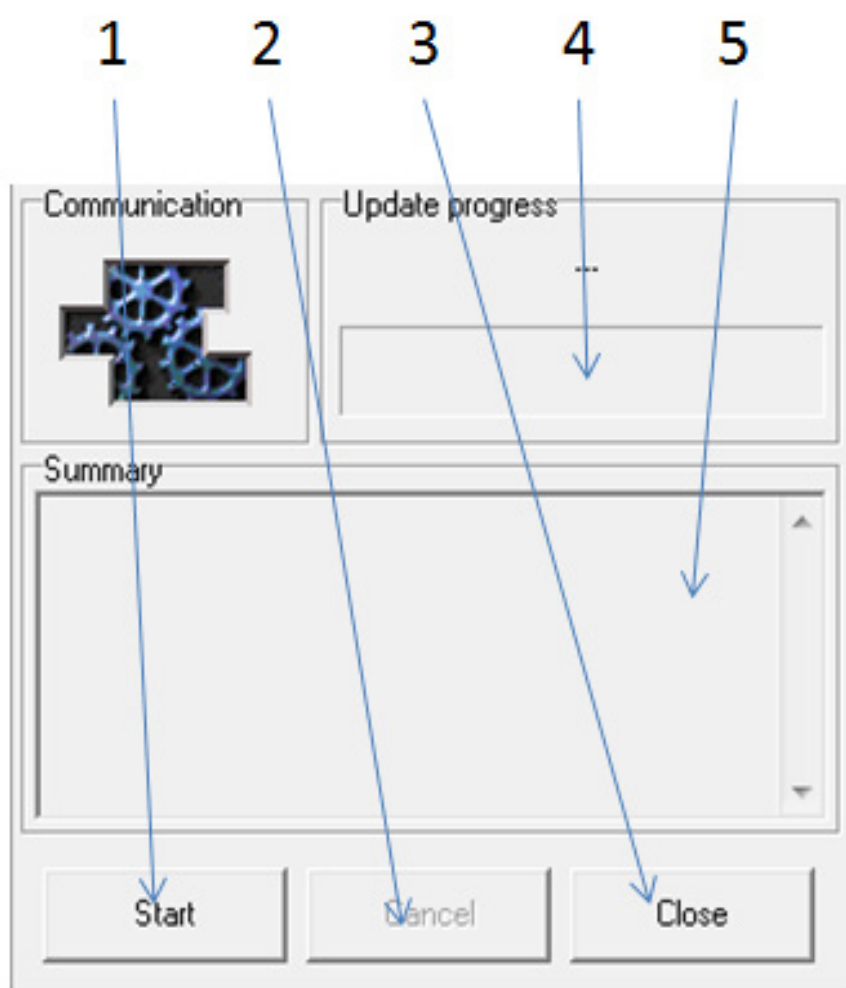 1 2 3 4 5
Communication Update progress
---
Summary
Start Cancel Close